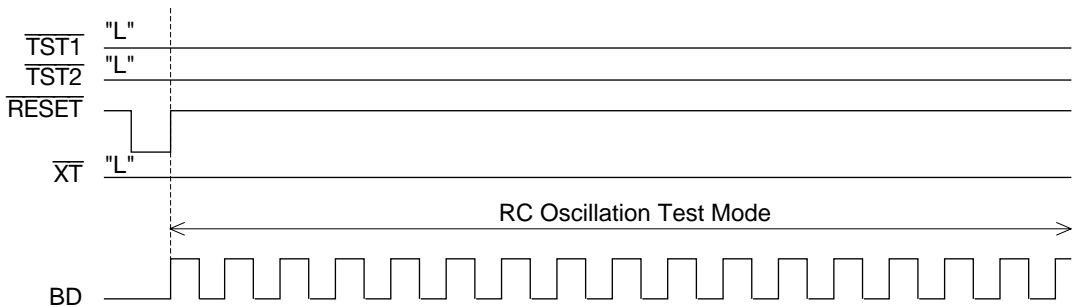 "L"
TST1
"L"
TST2
RESET
"L"
XT
RC Oscillation Test Mode
BD